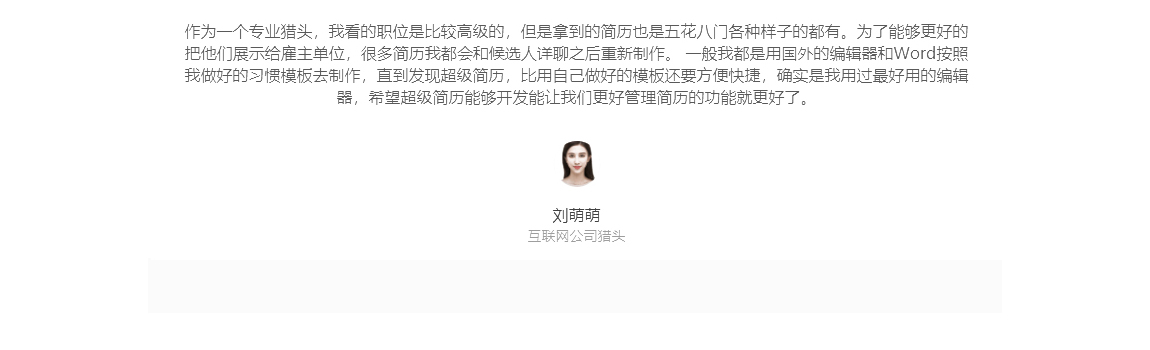 作为一个专业猎头，我看的职位是比较高级的，但是拿到的简历也是五花八门各种样子的都有。为了能够更好的
把他们展示给雇主单位，很多简历我都会和候选人详聊之后重新制作。 一般我都是用国外的编辑器和Word按照
我做好的习惯模板去制作，直到发现超级简历，比用自己做好的模板还要方便快捷，确实是我用过最好用的编辑
器，希望超级简历能够开发能让我们更好管理简历的功能就更好了。
刘萌萌
互联网公司猎头